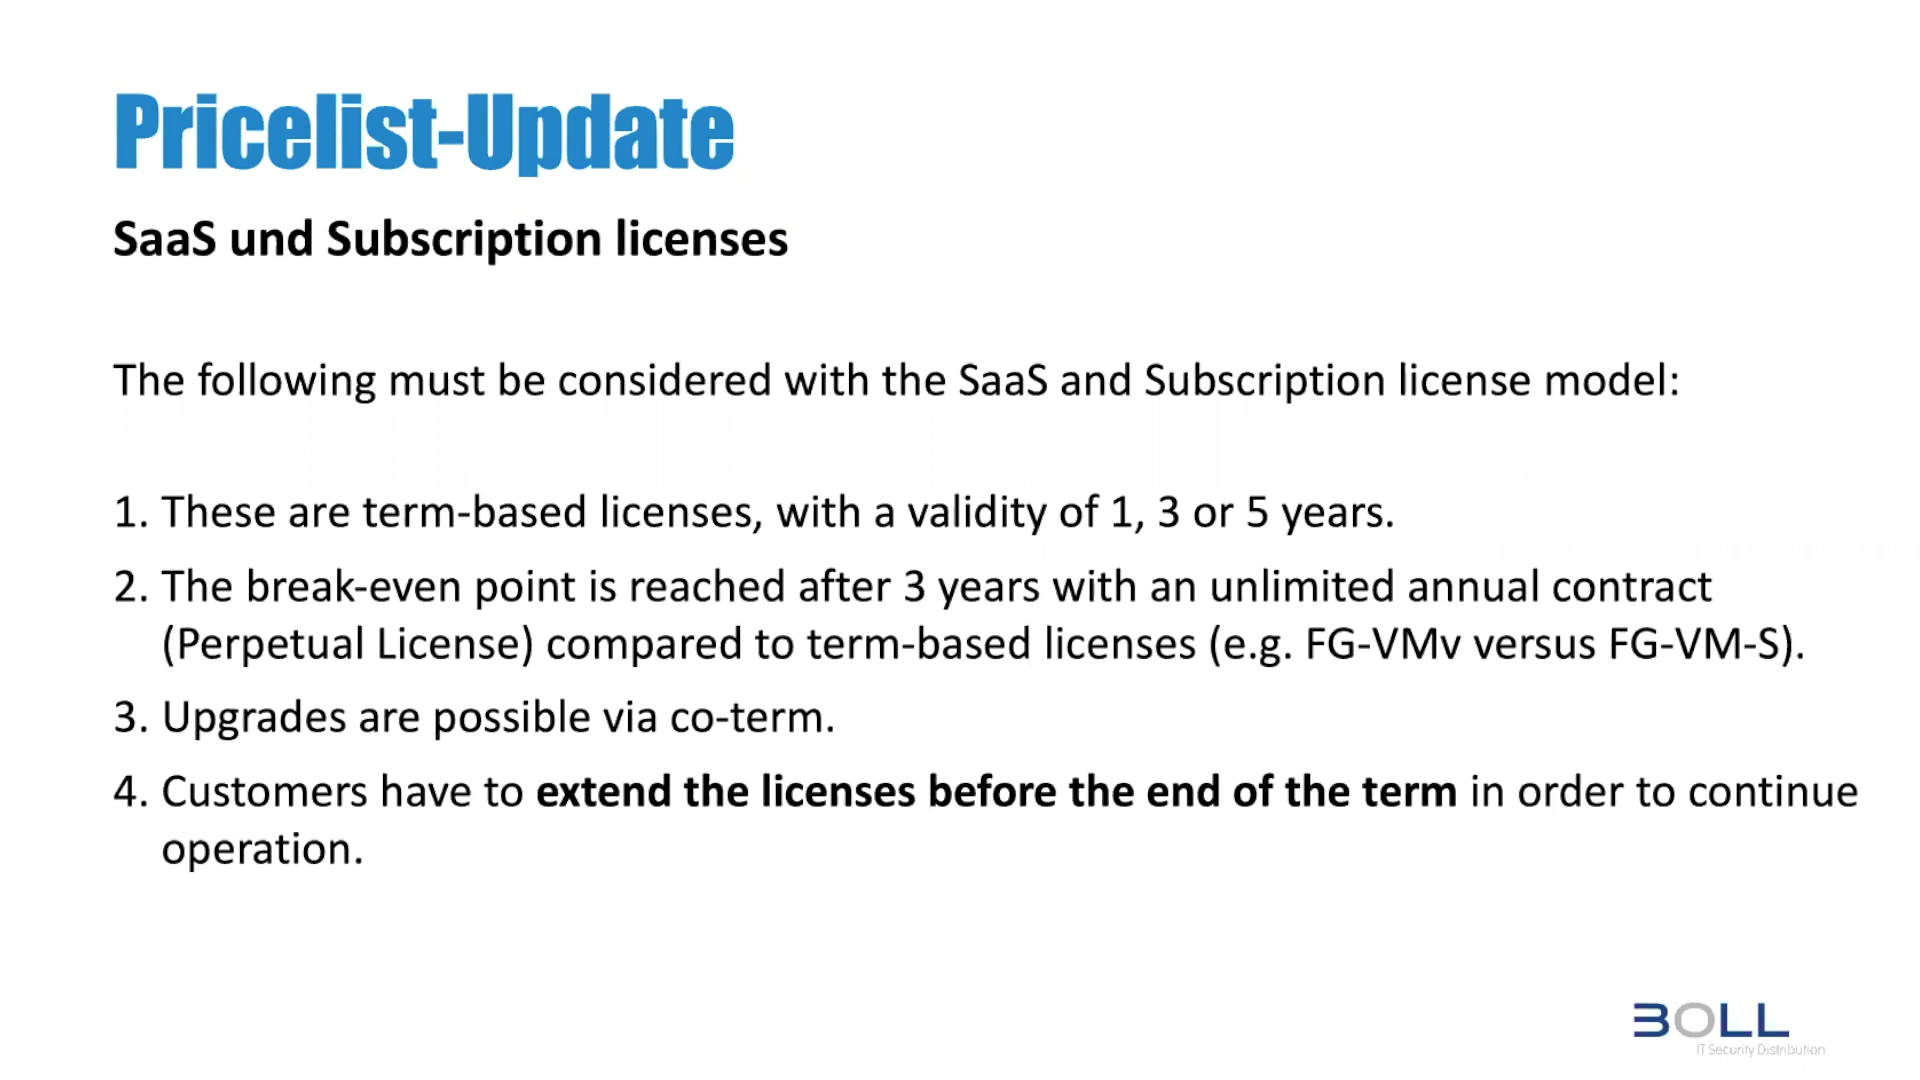 Pricelist-Update
SaaS und Subscription licenses
The following must be considered with the SaaS and Subscription license model:
1. These are term-based licenses, with a validity of 1, 3 or 5 years.
2. The break-even point is reached after 3 years with an unlimited annual contract
(Perpetual License) compared to term-based licenses (e.g. FG-VMv versus FG-VM-S).
3. Upgrades are possible via co-term.
4. Customers have to extend the licenses before the end of the term in order to continue
operation.
BOLL
IT Security Distribution